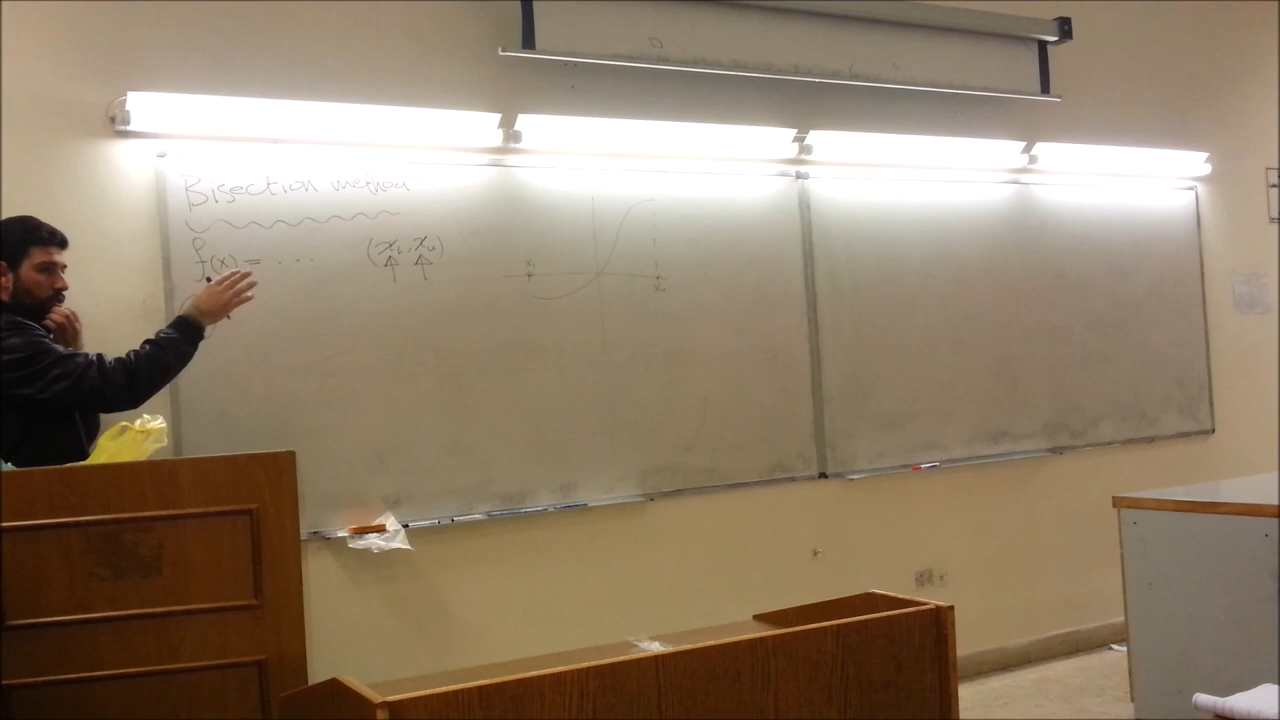 Bisection method
f(x) = ... (xₗ, xᵤ)
xₗ
xᵤ